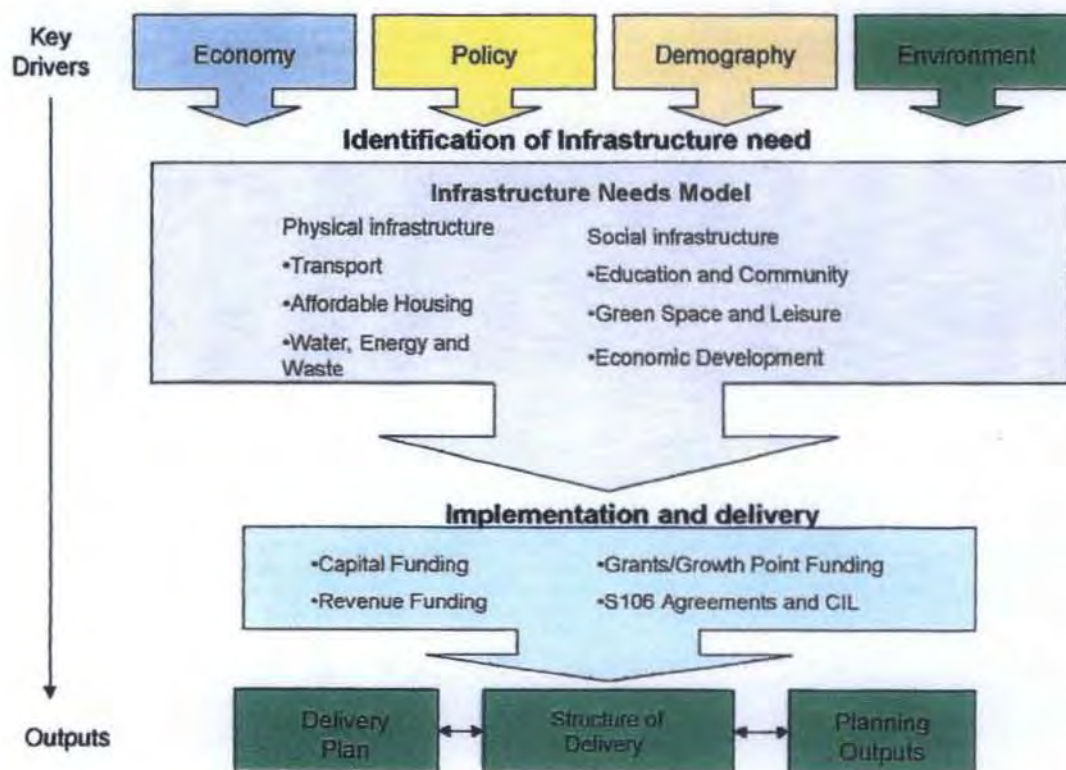 Key
Drivers
Economy
Policy
Demography
Environment
Identification of Infrastructure need
Infrastructure Needs Model
Physical infrastructure
•Transport
•Affordable Housing
•Water, Energy and
Waste
Social infrastructure
•Education and Community
•Green Space and Leisure
•Economic Development
Implementation and delivery
•Capital Funding
•Revenue Funding
•Grants/Growth Point Funding
•S106 Agreements and CIL
Outputs
Delivery
Plan
Structure of
Delivery
Planning
Outputs